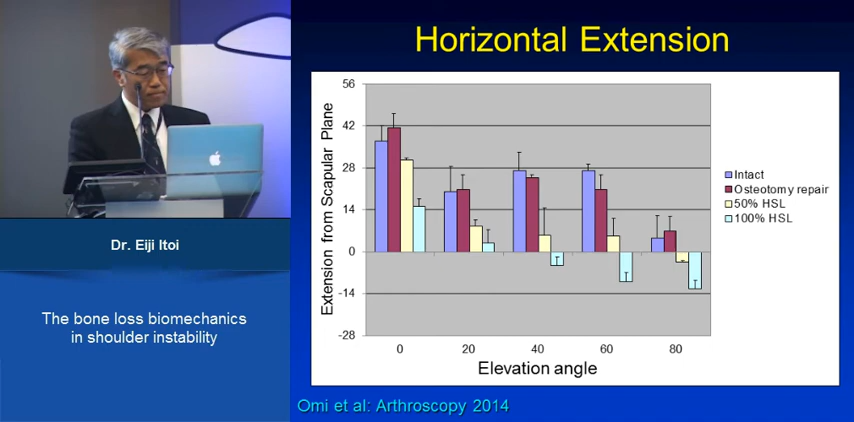 Horizontal Extension
Dr. Eiji Itoi
The bone loss biomechanics
in shoulder instability
Extension from Scapular Plane
56
42
28
14
0
-14
-28
0 20 40 60 80
Elevation angle
Intact
Osteotomy repair
50% HSL
100% HSL
Omi et al: Arthroscopy 2014